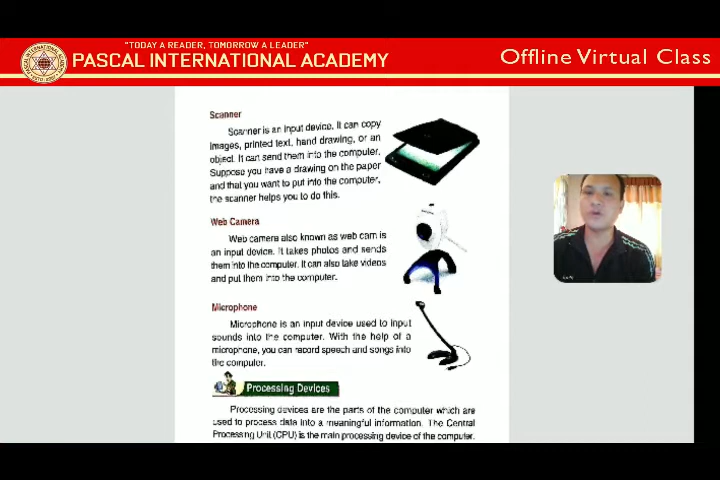 "TODAY A READER, TOMORROW A LEADER"
PASCAL INTERNATIONAL ACADEMY
Offline Virtual Class
Scanner
Scanner is an input device. It can copy
images, printed text, hand drawing, or an
object. It can send them into the computer.
Suppose you have a drawing on the paper
and that you want to put into the computer,
the scanner helps you to do this.
Web Camera
Web camera also known as web cam is
an input device. It takes photos and sends
them into the computer. It can also take videos
and put them into the computer.
Microphone
Microphone is an input device used to input
sounds into the computer. With the help of a
microphone, you can record speech and songs into
the computer.
Processing Devices
Processing devices are the parts of the computer which are
used to process data into a meaningful information. The Central
Processing Unit (CPU) is the main processing device of the computer.